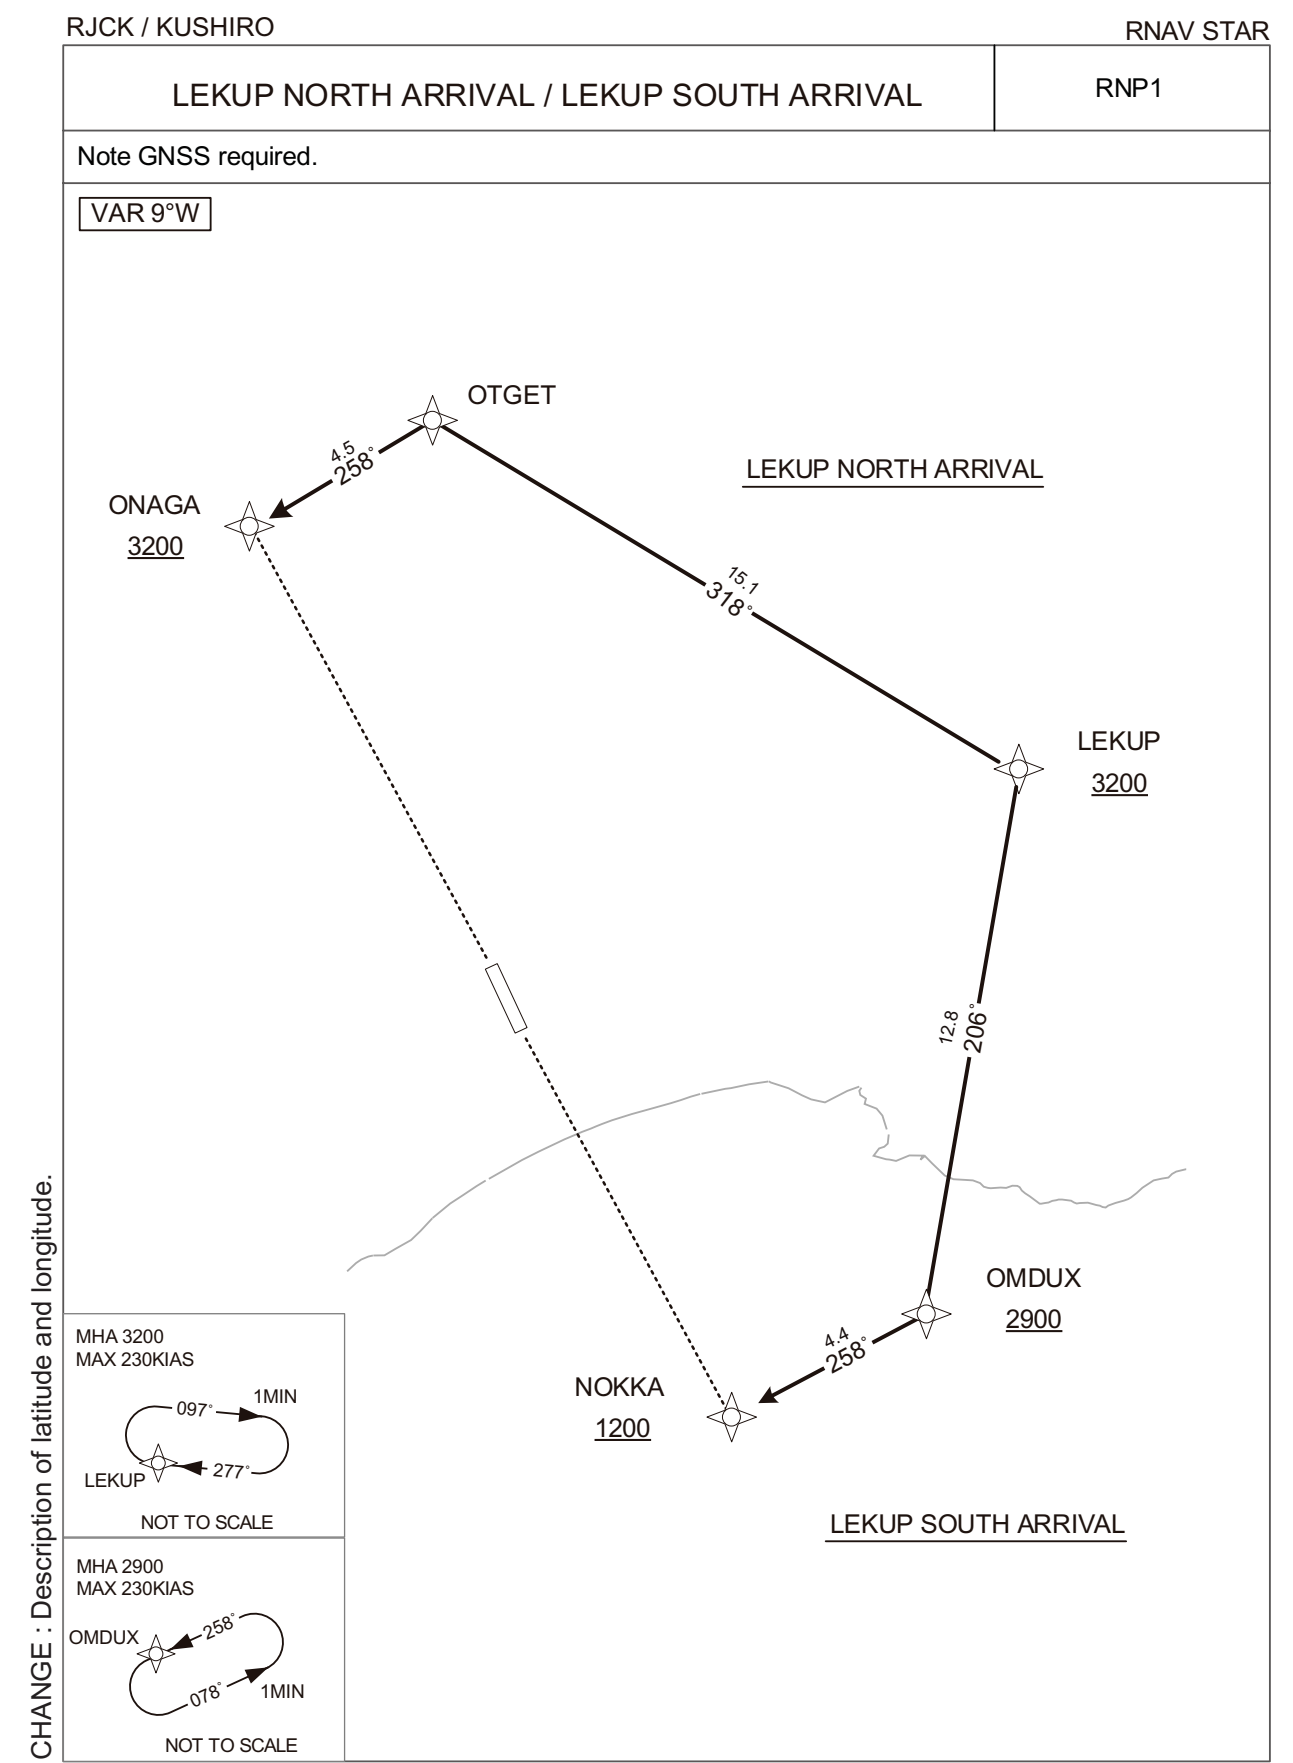 RJCK / KUSHIRO
RNAV STAR
LEKUP NORTH ARRIVAL / LEKUP SOUTH ARRIVAL
RNP1
Note GNSS required.
VAR 9°W
OTGET
4.5
258°
LEKUP NORTH ARRIVAL
ONAGA
3200
15.1
318°
LEKUP
3200
12.8
206°
OMDUX
2900
4.4
258°
NOKKA
1200
LEKUP SOUTH ARRIVAL
MHA 3200
MAX 230KIAS
097°
1MIN
LEKUP
277°
NOT TO SCALE
MHA 2900
MAX 230KIAS
OMDUX
258°
078°
1MIN
NOT TO SCALE
CHANGE : Description of latitude and longitude.